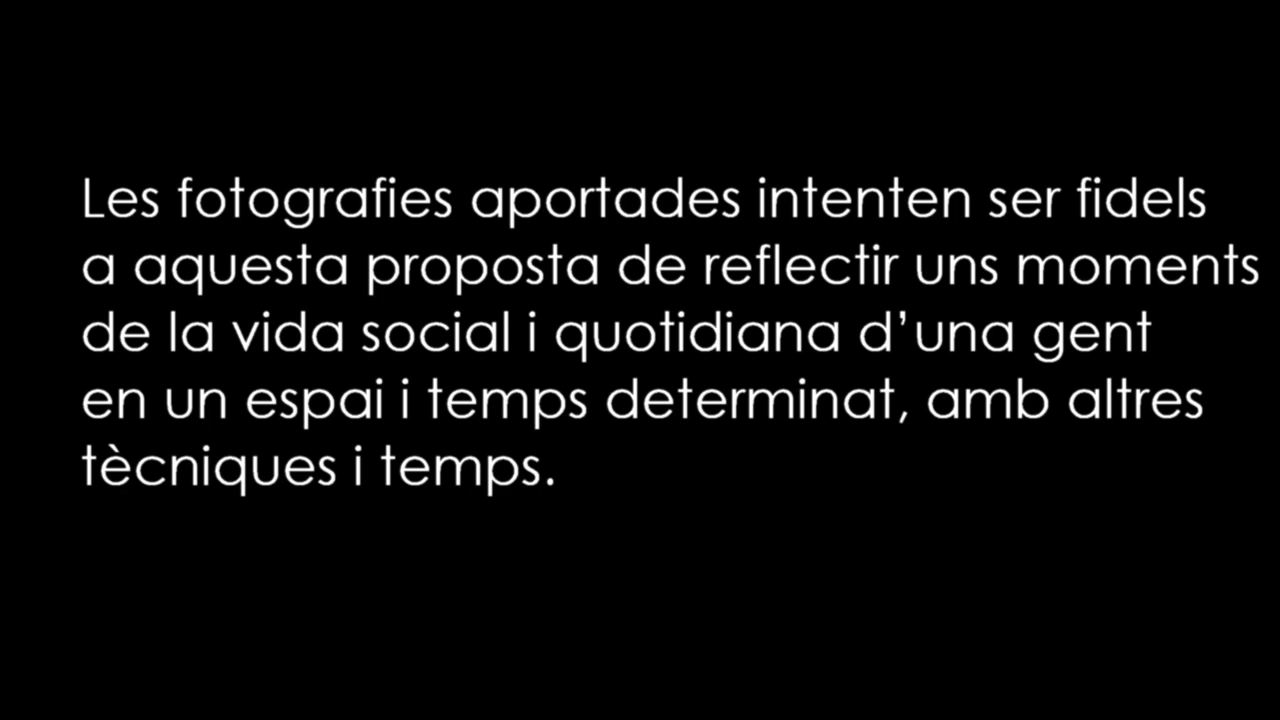 Les fotografies aportades intenten ser fidels
a aquesta proposta de reflectir uns moments
de la vida social i quotidiana d’una gent
en un espai i temps determinat, amb altres
tècniques i temps.